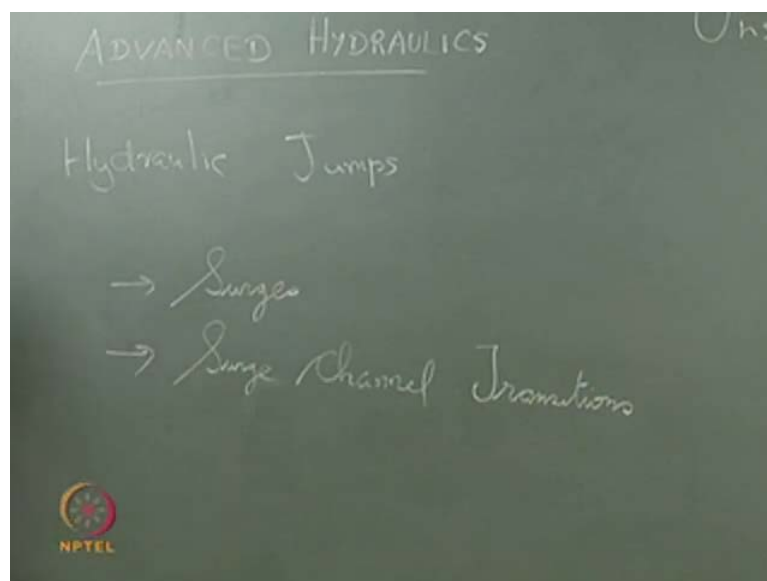 ADVANCED HYDRAULICS
Hydraulic Jumps
→ Surges
→ Surge Channel Transitions
NPTEL